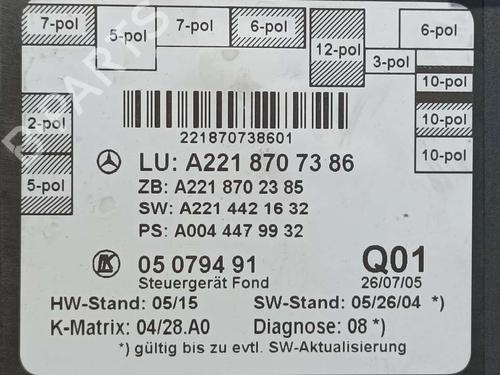 7-pol
5-pol
7-pol
6-pol
12-pol
3-pol
6-pol
10-pol
2-pol
10-pol
5-pol
10-pol
221870738601
LU: A221 870 73 86
ZB: A221 870 23 85
SW: A221 442 16 32
PS: A004 447 99 32
05 0794 91
Q01
Steuergerät Fond
26/07/05
HW-Stand: 05/15
SW-Stand: 05/26/04 *)
K-Matrix: 04/28.A0
Diagnose: 08 *)
*) gültig bis zu evtl. SW-Aktualisierung